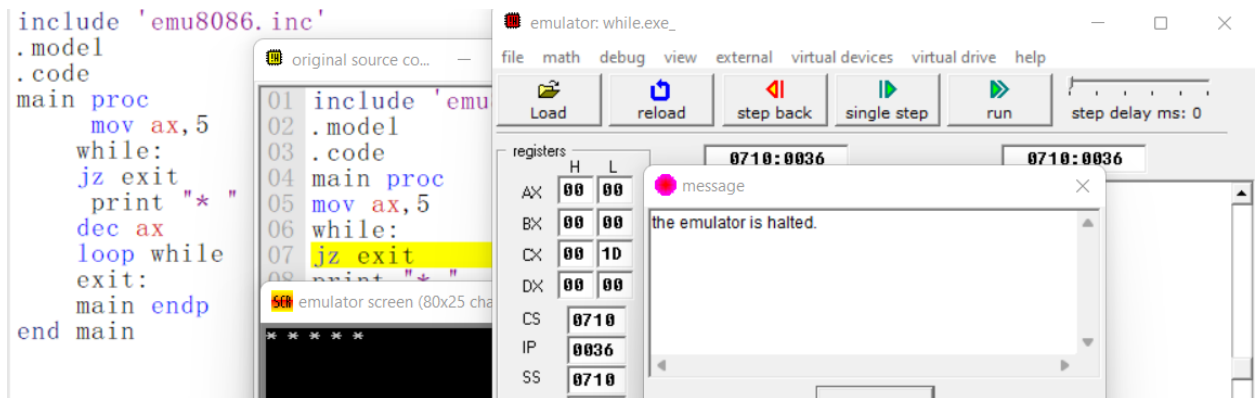 include 'emu8086.inc'
.model
.code
main proc
mov ax,5
while:
jz exit
print "* "
dec ax
loop while
exit:
main endp
end main
original source co...
01 include 'emu
02 .model
03 .code
04 main proc
05 mov ax,5
06 while:
07 jz exit
08 print "* "
emulator screen (80x25 cha
* * * * *
emulator: while.exe_
file math debug view external virtual devices virtual drive help
Load reload step back single step run step delay ms: 0
registers
H L
0710:0036 0710:0036
AX 00 00
BX 00 00
CX 00 1D
DX 00 00
CS 0710
IP 0036
SS 0710
message
the emulator is halted.